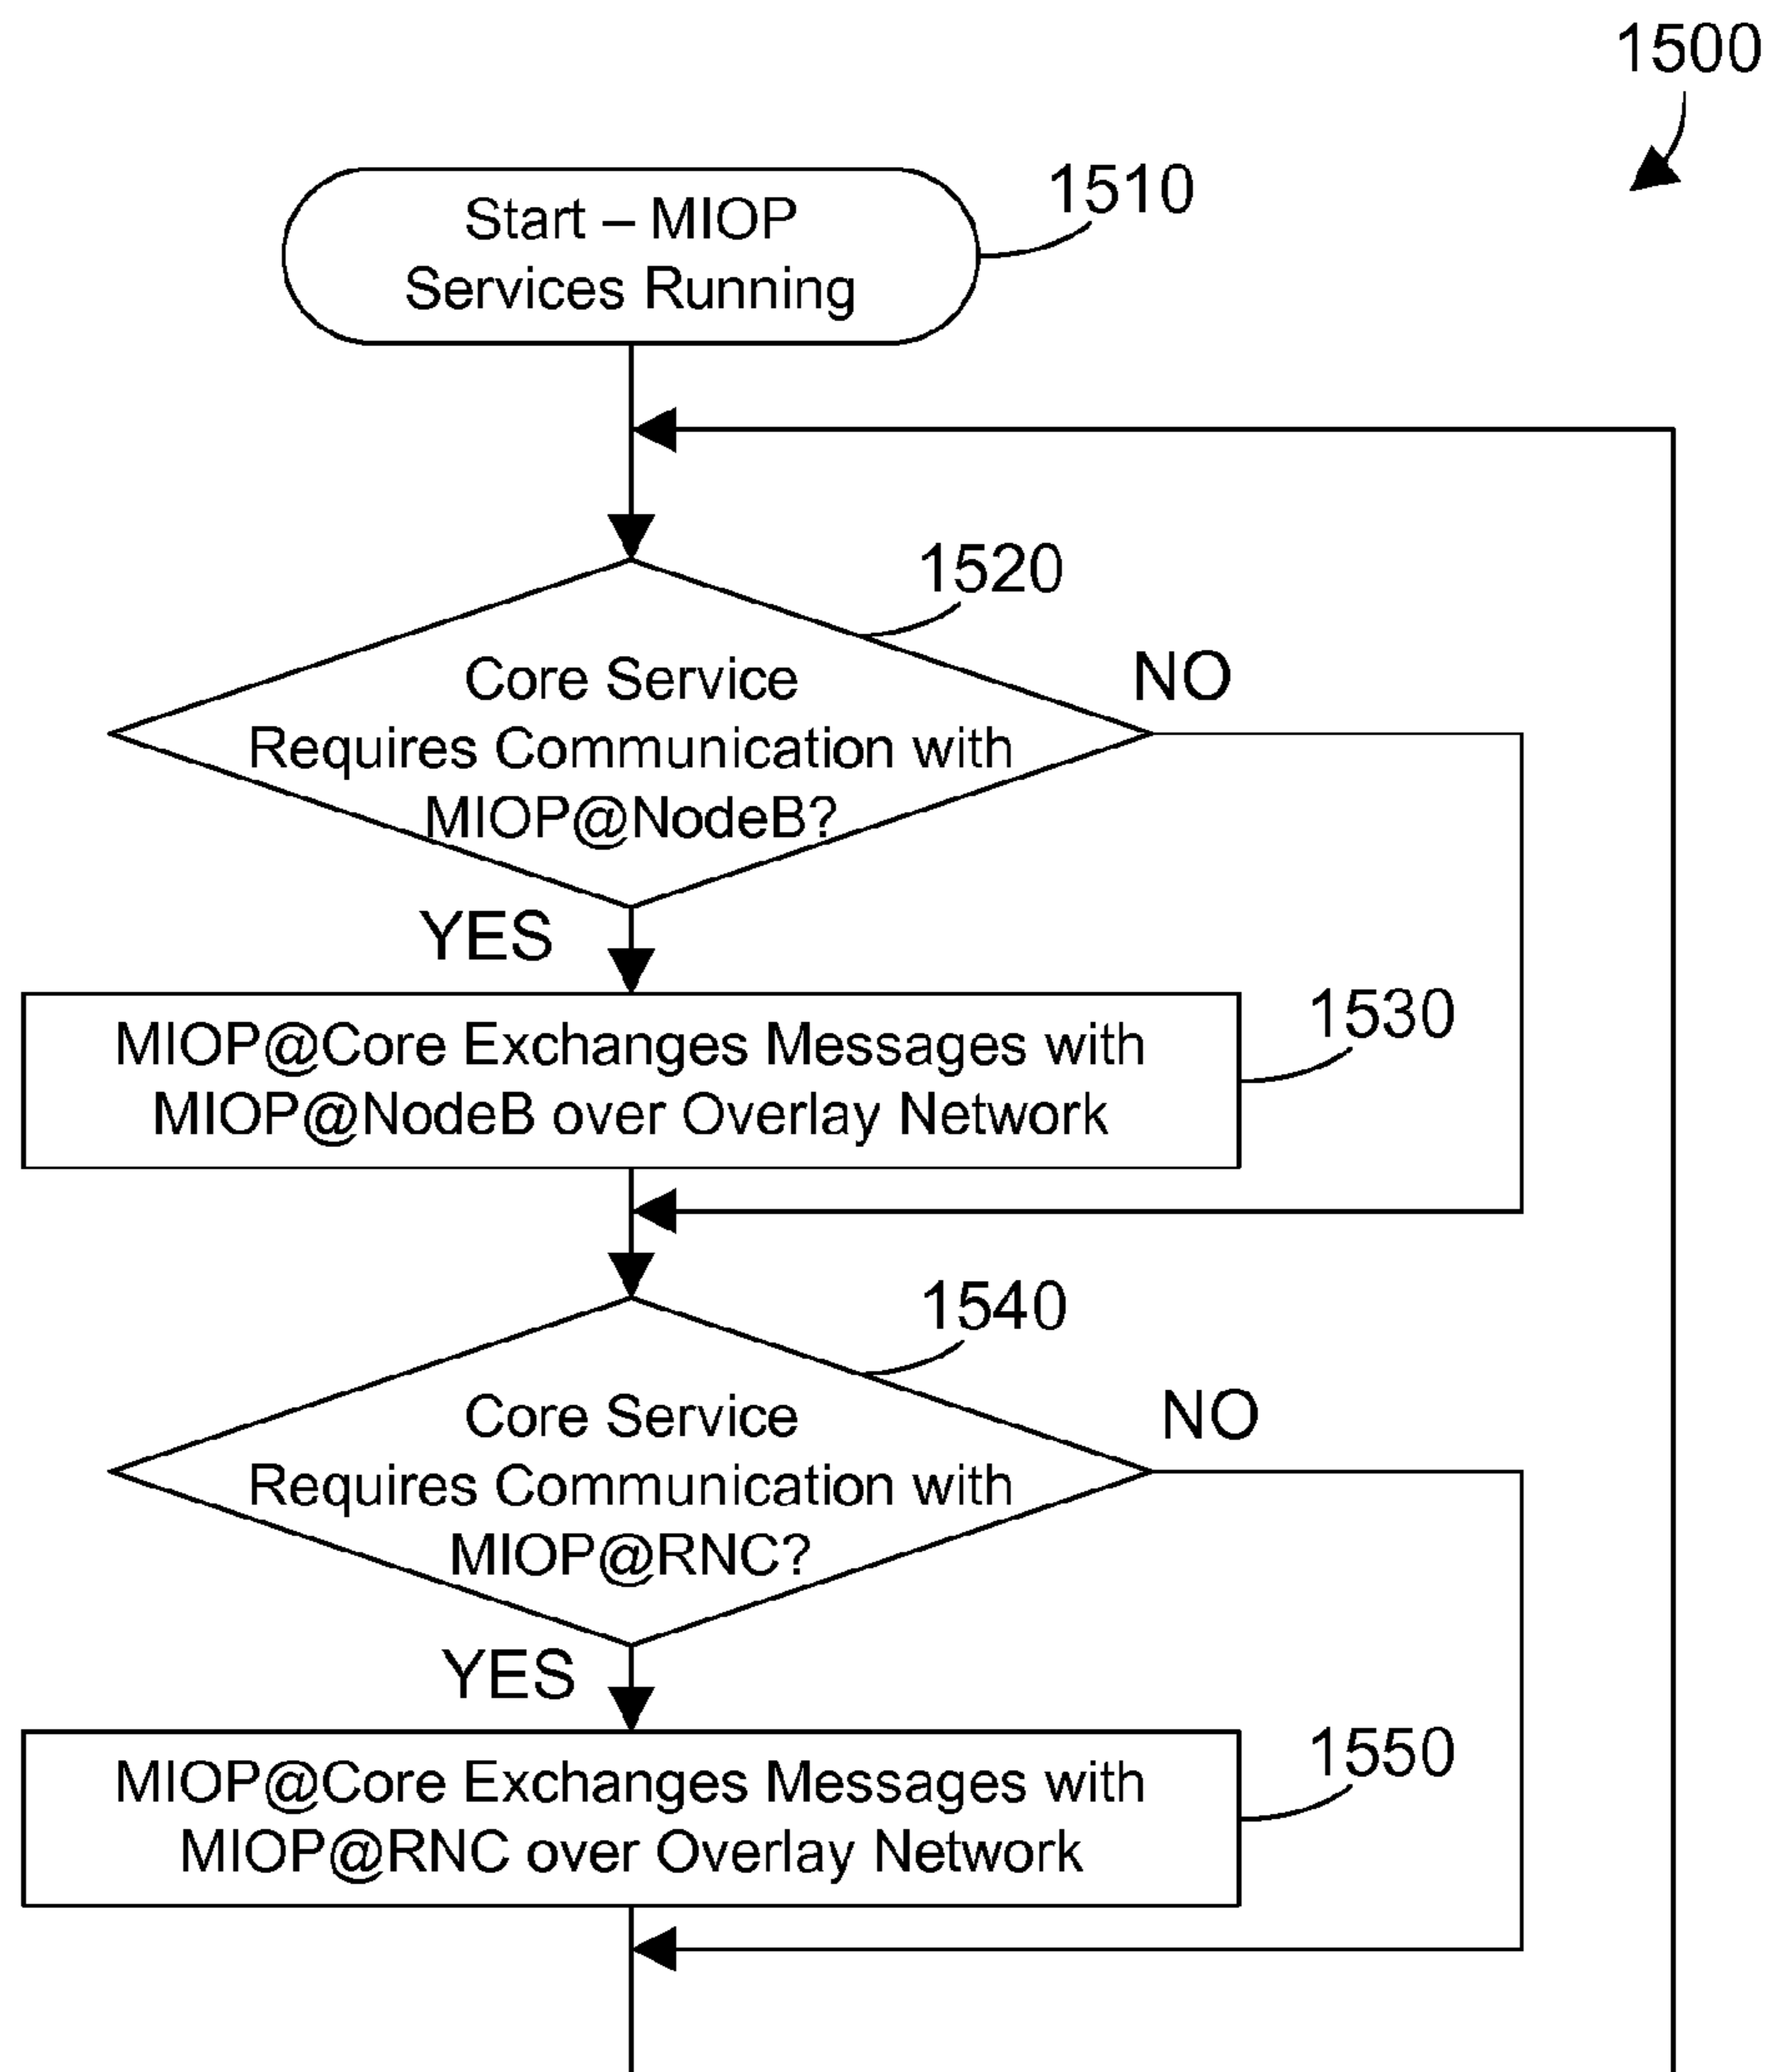 1500
Start – MIOP
Services Running
1510
1520
Core Service
Requires Communication with
MIOP@NodeB?
NO
YES
1530
MIOP@Core Exchanges Messages with
MIOP@NodeB over Overlay Network
1540
Core Service
Requires Communication with
MIOP@RNC?
NO
YES
1550
MIOP@Core Exchanges Messages with
MIOP@RNC over Overlay Network